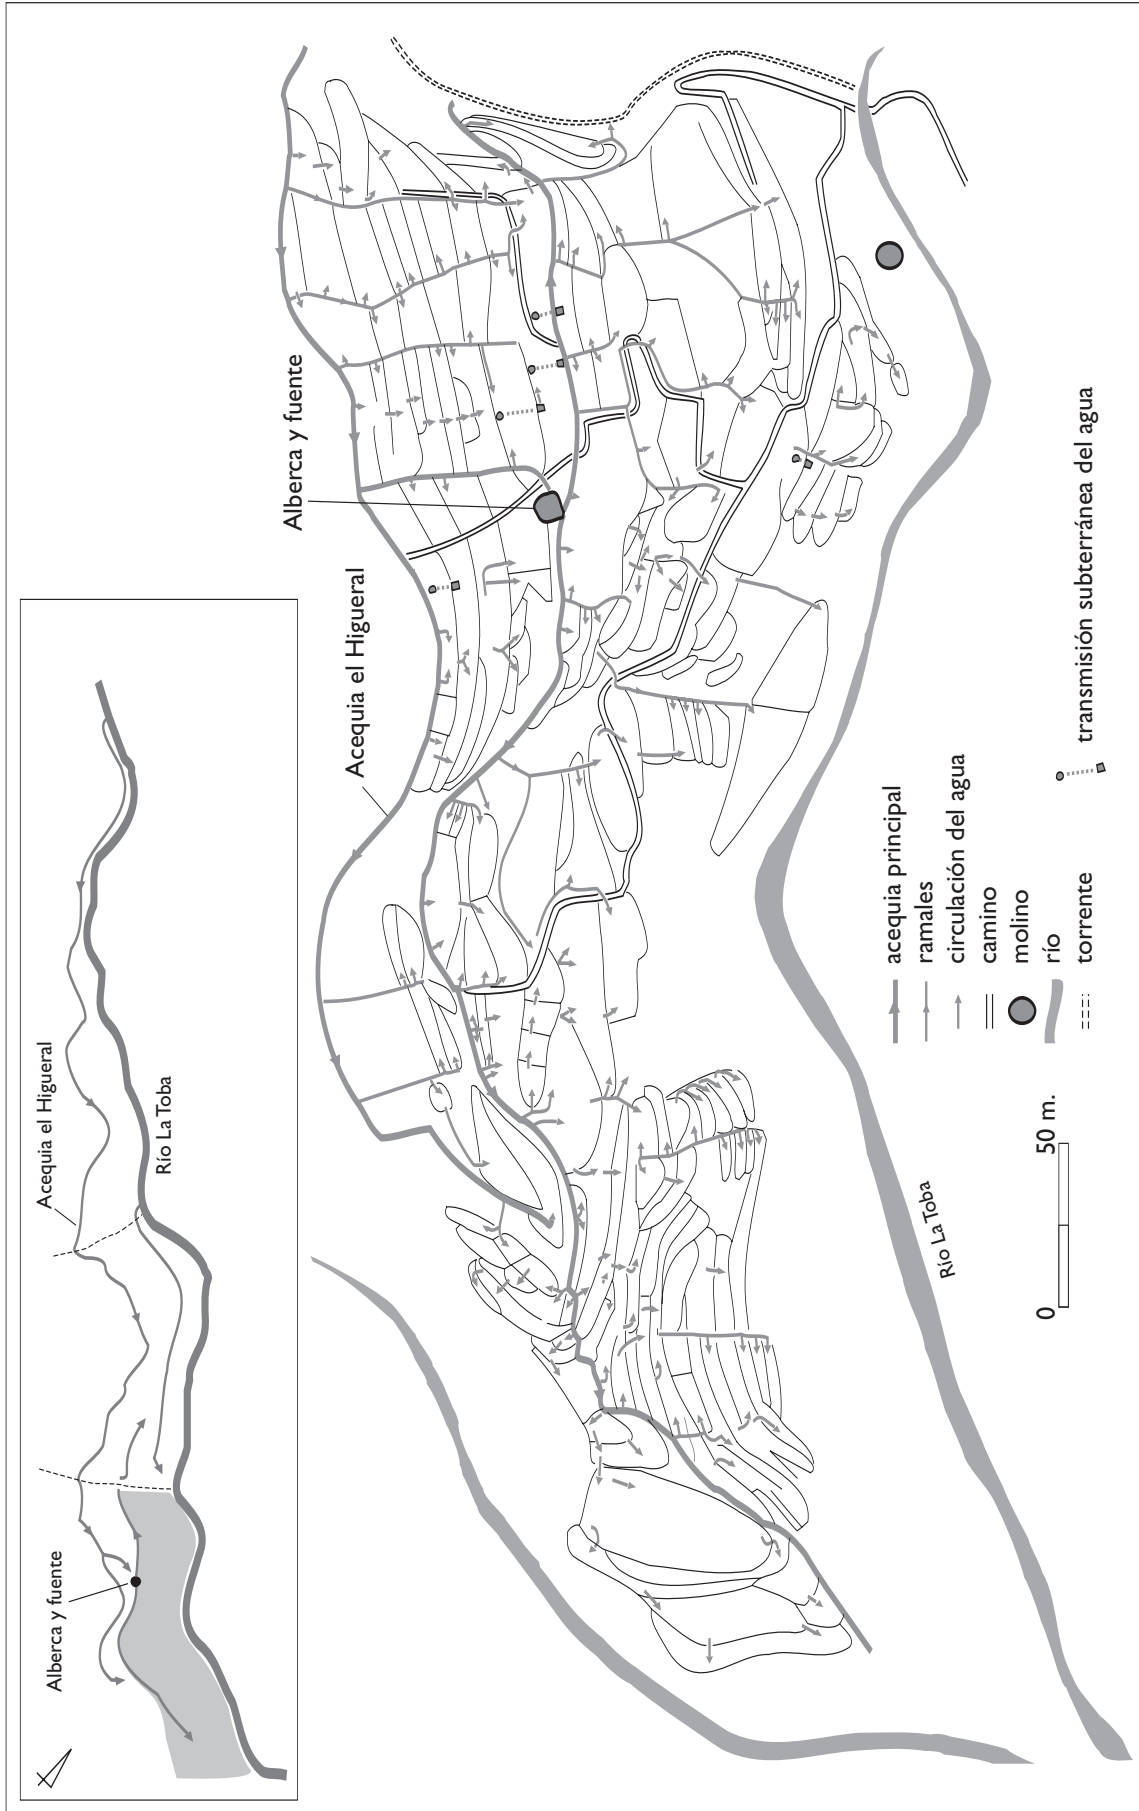 Alberca y fuente
Acequia el Higueral
Río La Toba
Alberca y fuente
Acequia el Higueral
Río La Toba
acequia principal
ramales
circulación del agua
camino
molino
río
torrente
transmisión subterránea del agua
0 50 m.